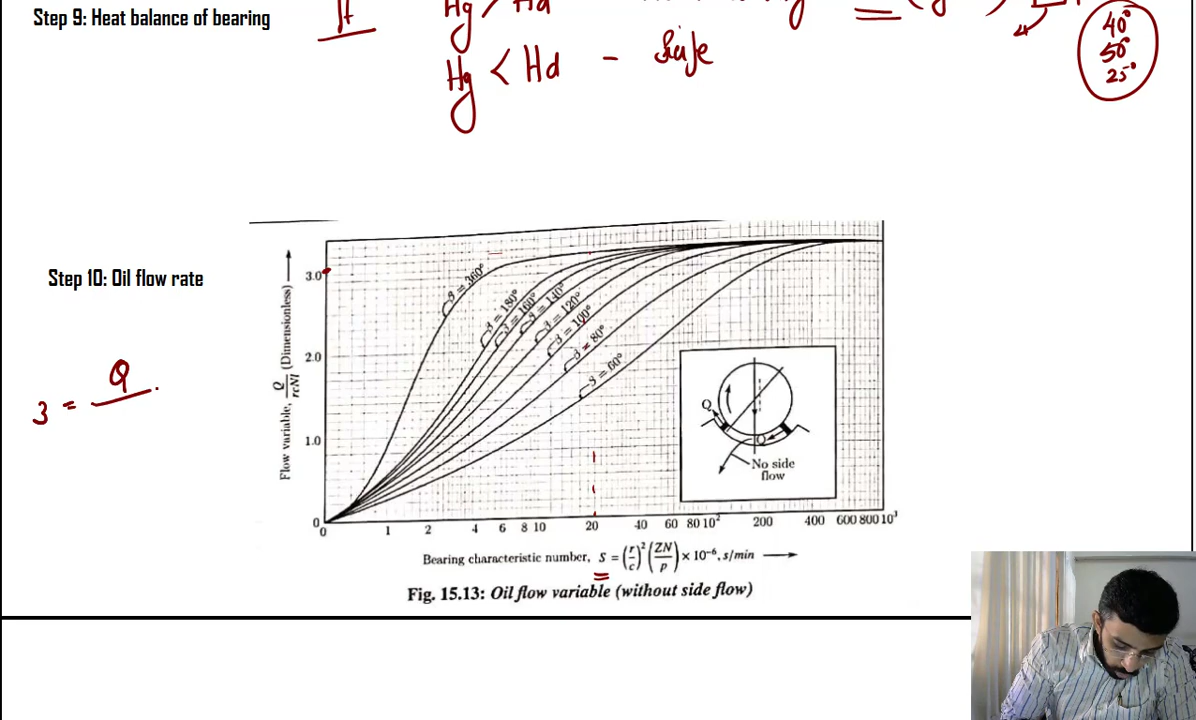 Step 9: Heat balance of bearing
If
Hg > Hd
Hg < Hd - Safe
40°
50°
25°
Step 10: Oil flow rate
3 = Q
Flow variable, Q/rcNl (Dimensionless)
3.0
2.0
1.0
0
β = 360°
β = 180°
β = 160°
β = 140°
β = 120°
β = 100°
β = 80°
β = 60°
Q
Q
No side
flow
0 1 2 4 6 8 10 20 40 60 80 10² 200 400 600 800 10³
Bearing characteristic number, S = (r/c)² (ZN/p) × 10⁻⁶, s/min
Fig. 15.13: Oil flow variable (without side flow)